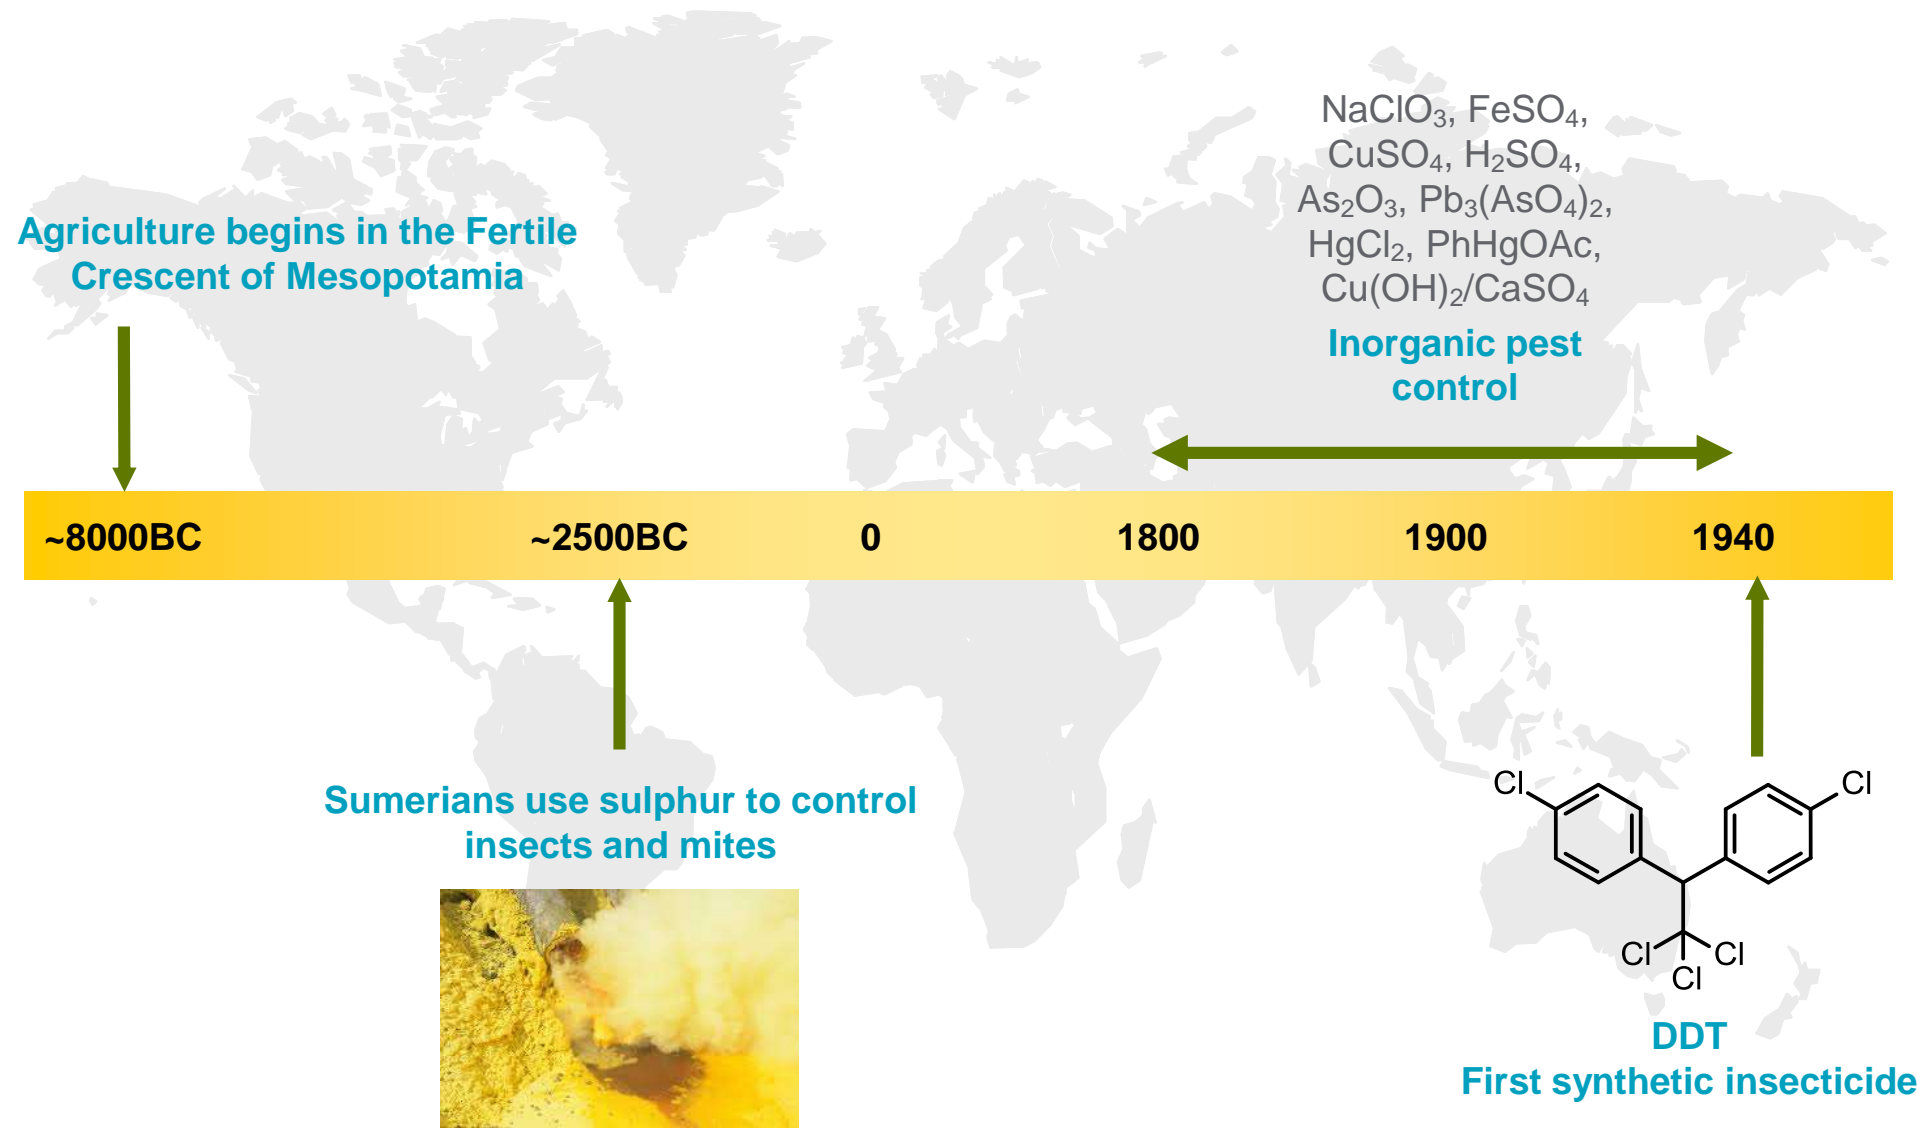 NaClO₃, FeSO₄,
CuSO₄, H₂SO₄,
As₂O₃, Pb₃(AsO₄)₂,
HgCl₂, PhHgOAc,
Cu(OH)₂/CaSO₄
Inorganic pest
control
Agriculture begins in the Fertile
Crescent of Mesopotamia
~8000BC ~2500BC 0 1800 1900 1940
Sumerians use sulphur to control
insects and mites
Cl Cl
Cl Cl
Cl
DDT
First synthetic insecticide